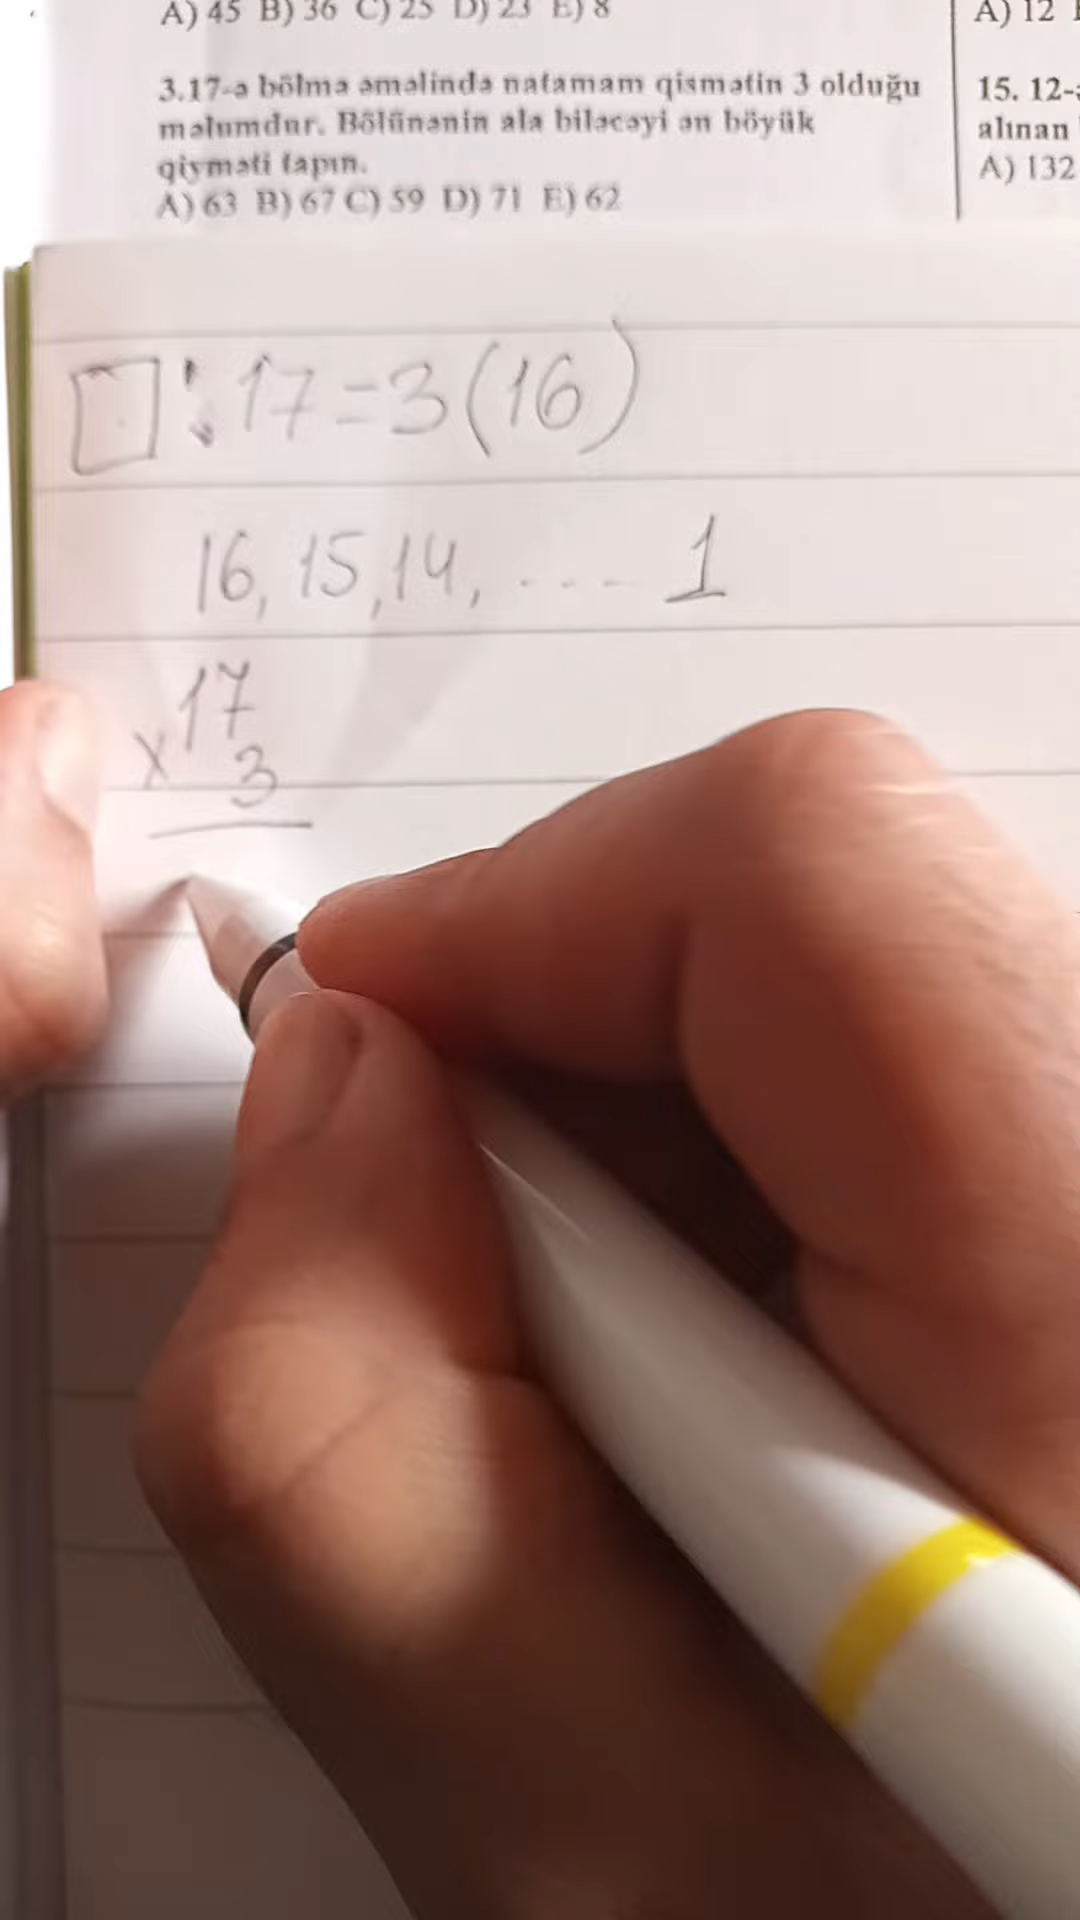 A) 45 B) 36 C) 25 D) 23 E) 8
3.17-ə bölmə əməlində natamam qismətin 3 olduğu
məlumdur. Bölünənin ala biləcəyi ən böyük
qiyməti tapın.
A) 63 B) 67 C) 59 D) 71 E) 62
A) 12
15. 12-
alınan
A) 132
□:17=3(16)
16, 15, 14, .... 1
17
x 3